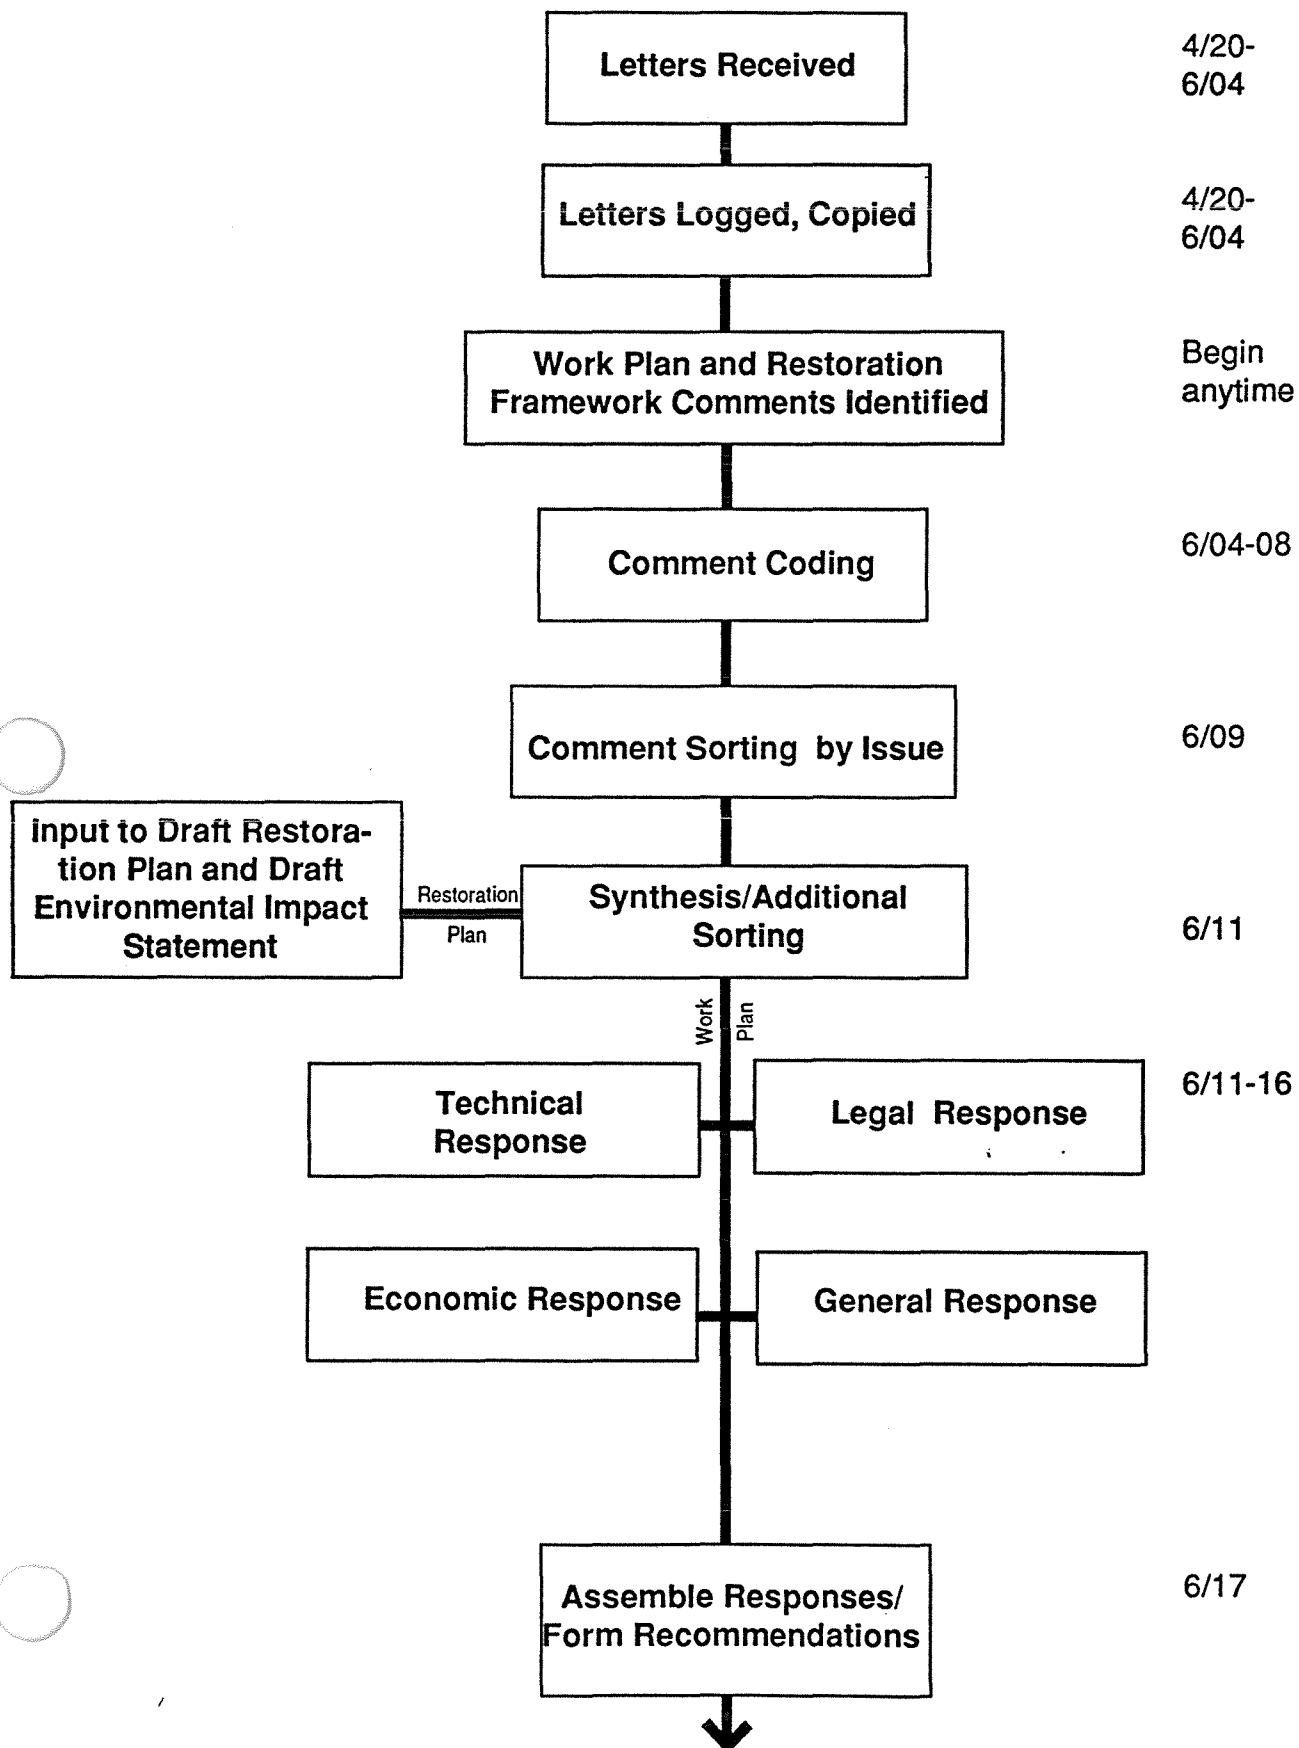 Letters Received
4/20-
6/04
Letters Logged, Copied
4/20-
6/04
Work Plan and Restoration
Framework Comments Identified
Begin
anytime
Comment Coding
6/04-08
Comment Sorting by Issue
6/09
Input to Draft Restora-
tion Plan and Draft
Environmental Impact
Statement
Restoration
Plan
Synthesis/Additional
Sorting
6/11
Work
Plan
Technical
Response
Legal Response
6/11-16
Economic Response
General Response
Assemble Responses/
Form Recommendations
6/17